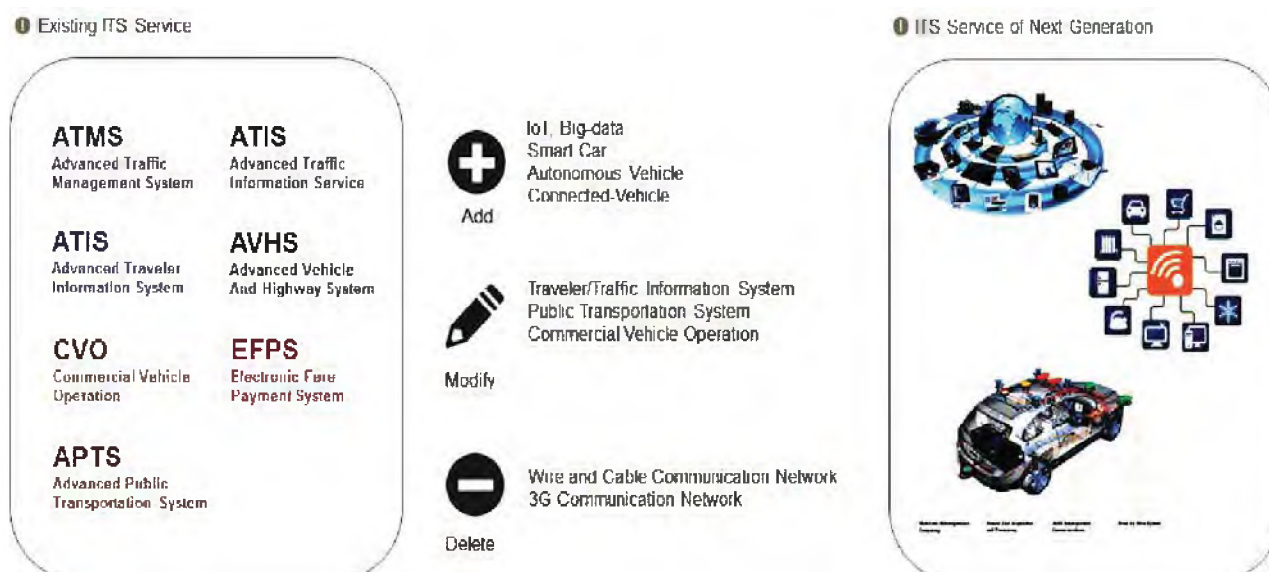 Existing ITS Service
ATMS
Advanced Traffic
Management System
ATIS
Advanced Traffic
Information Service
ATIS
Advanced Traveler
Information System
AVHS
Advanced Vehicle
And Highway System
CVO
Commercial Vehicle
Operation
EFPS
Electronic Fare
Payment System
APTS
Advanced Public
Transportation System
Add
IoT, Big-data
Smart Car
Autonomous Vehicle
Connected-Vehicle
Modify
Traveler/Traffic Information System
Public Transportation System
Commercial Vehicle Operation
Delete
Wire and Cable Communication Network
3G Communication Network
ITS Service of Next Generation